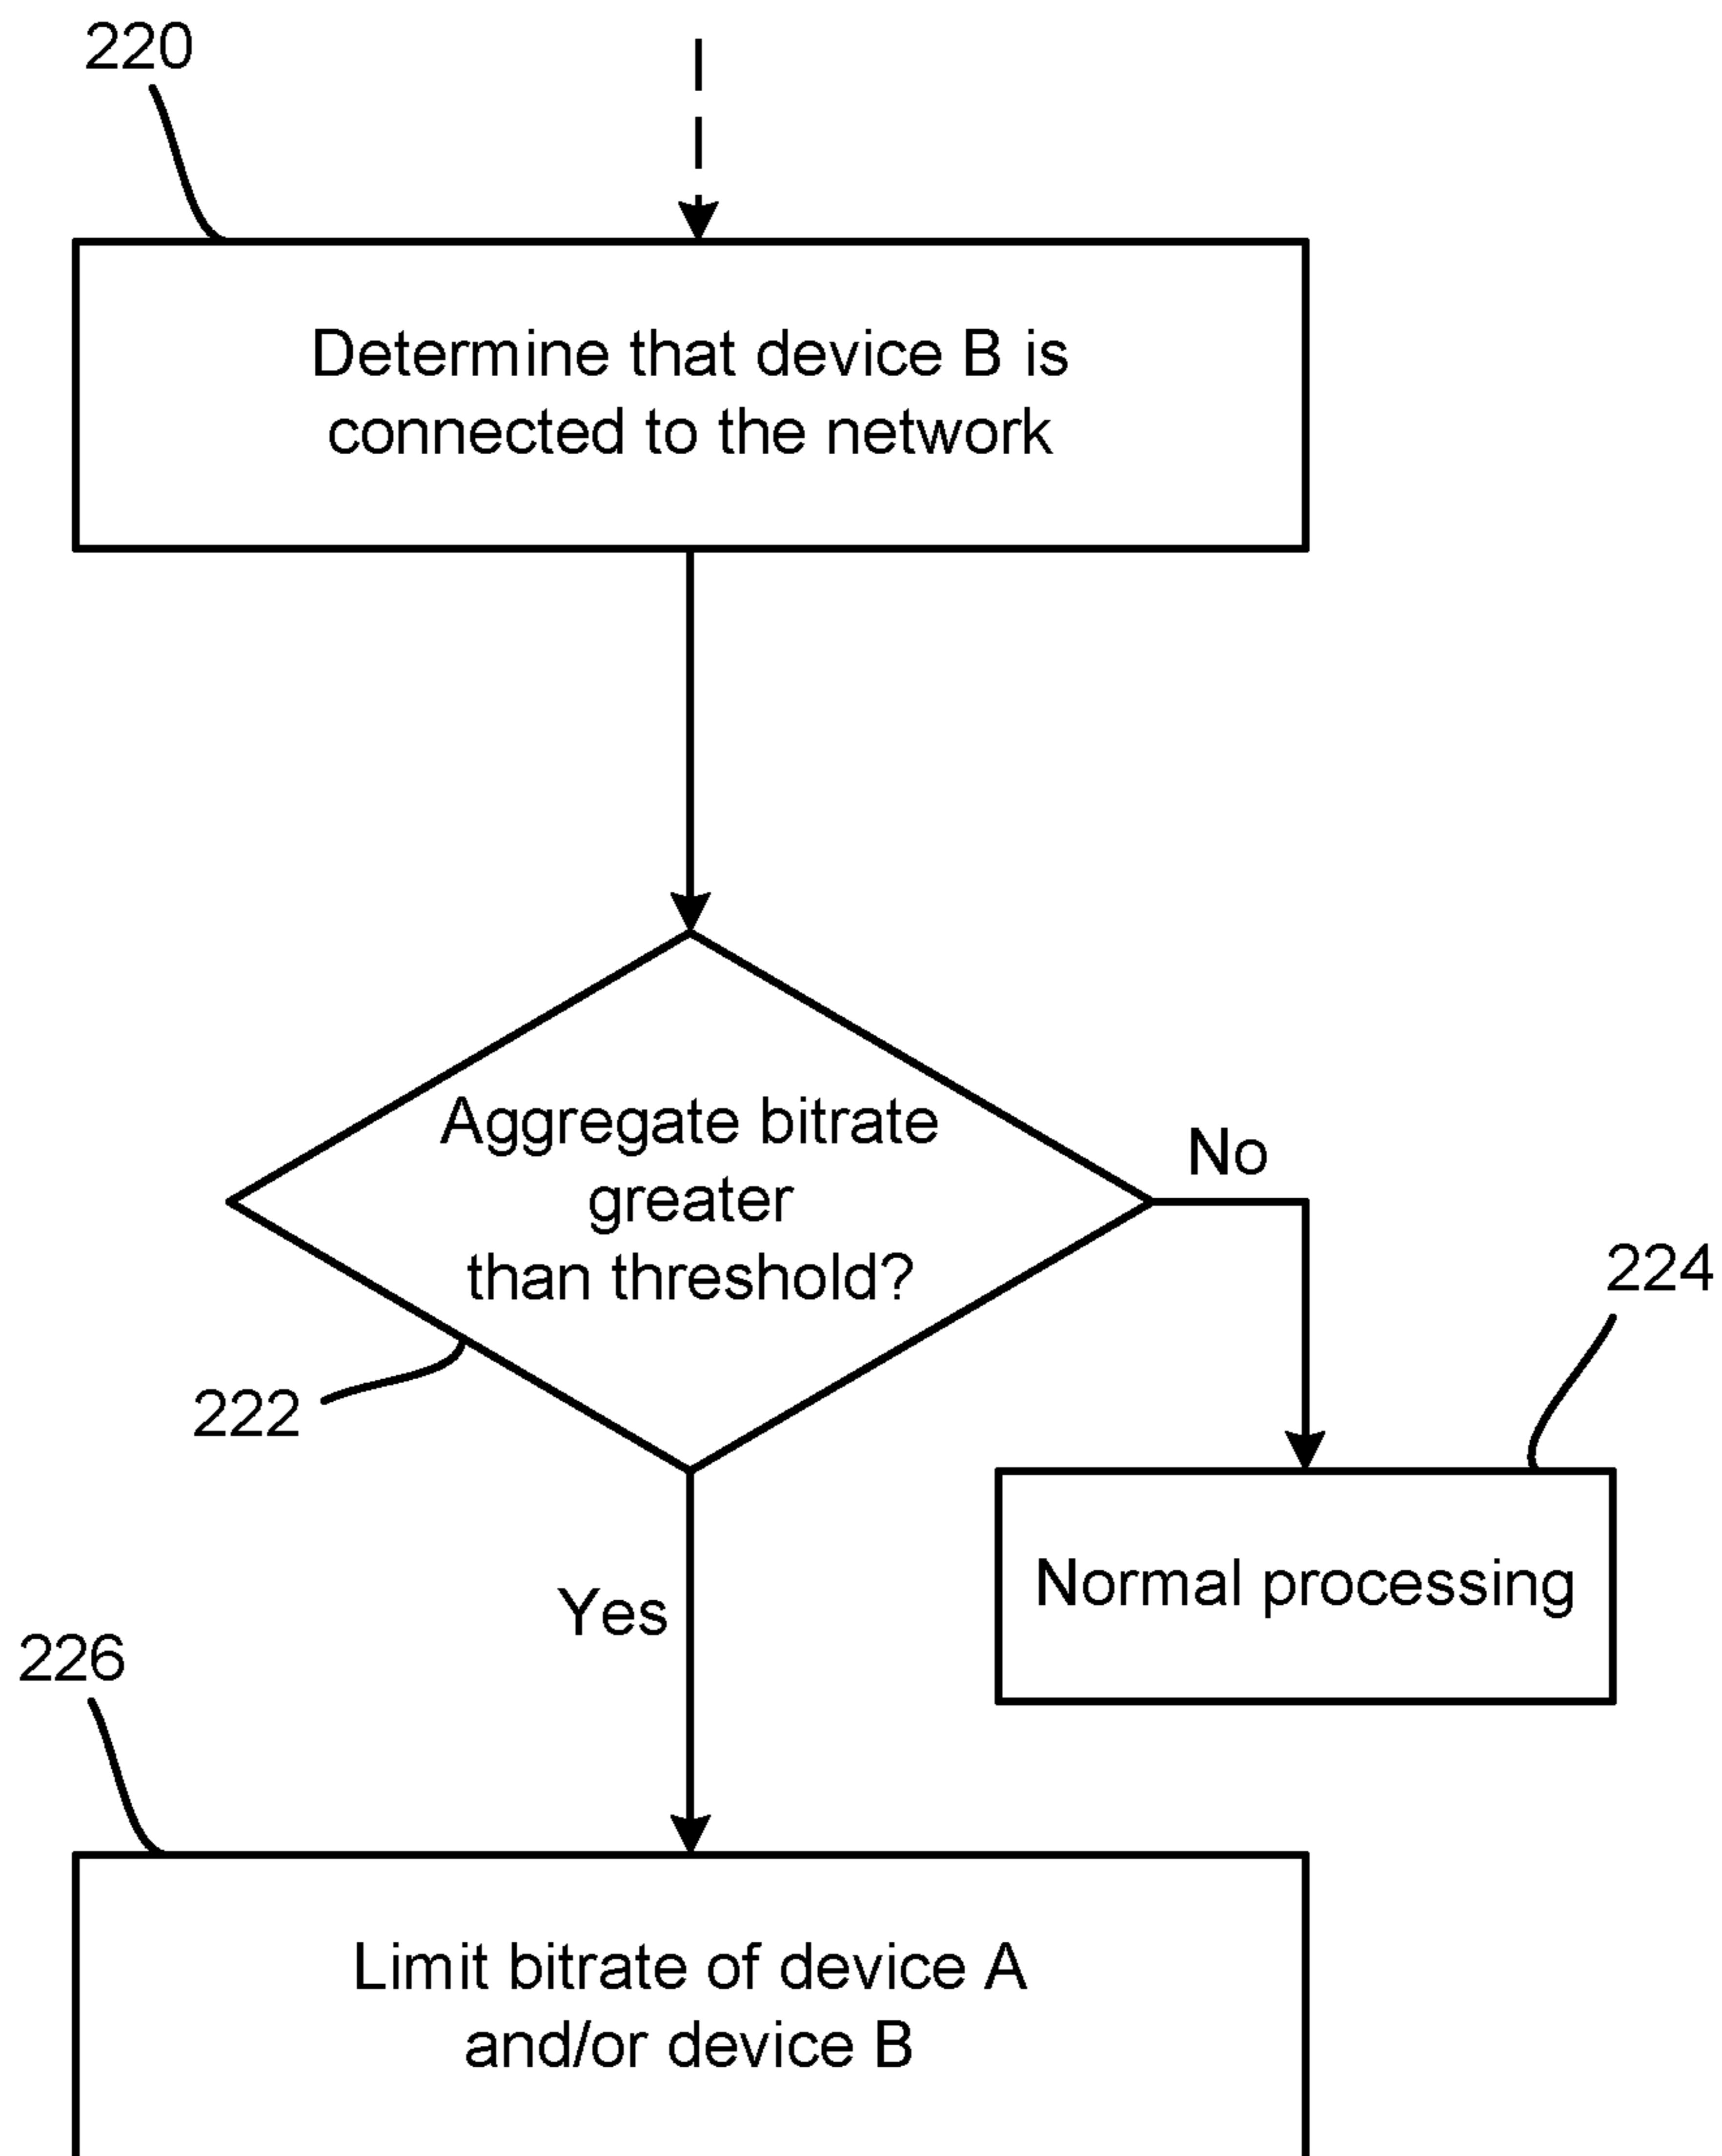 220
Determine that device B is
connected to the network
Aggregate bitrate
greater
than threshold?
No
222
224
Normal processing
Yes
226
Limit bitrate of device A
and/or device B